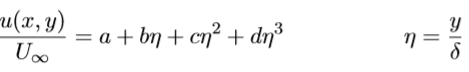 u(x, y)/U∞ = a + bη + cη² + dη³    η = y/δ